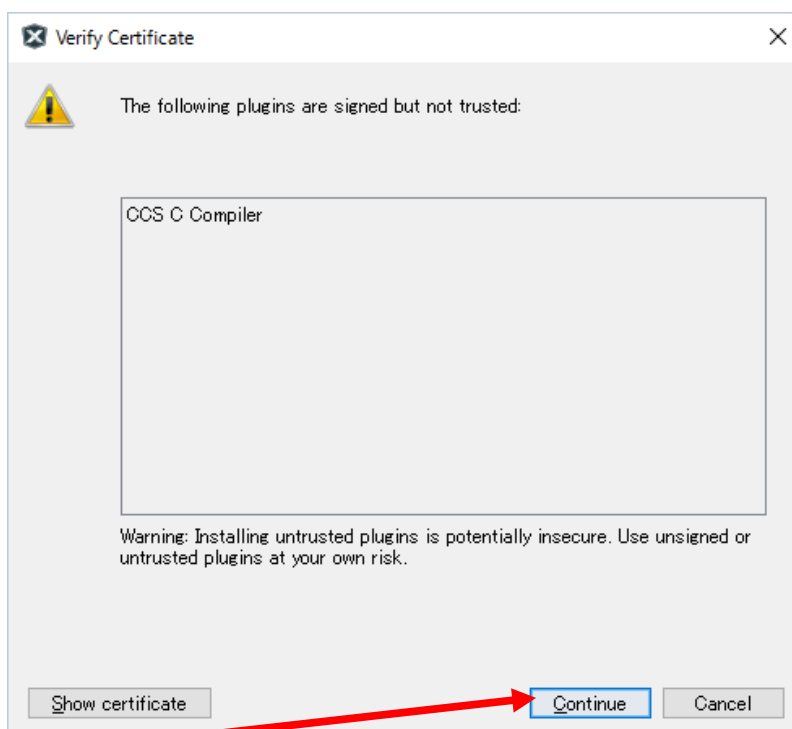 Verify Certificate
The following plugins are signed but not trusted:
CCS C Compiler
Warning: Installing untrusted plugins is potentially insecure. Use unsigned or
untrusted plugins at your own risk.
Show certificate
Continue
Cancel